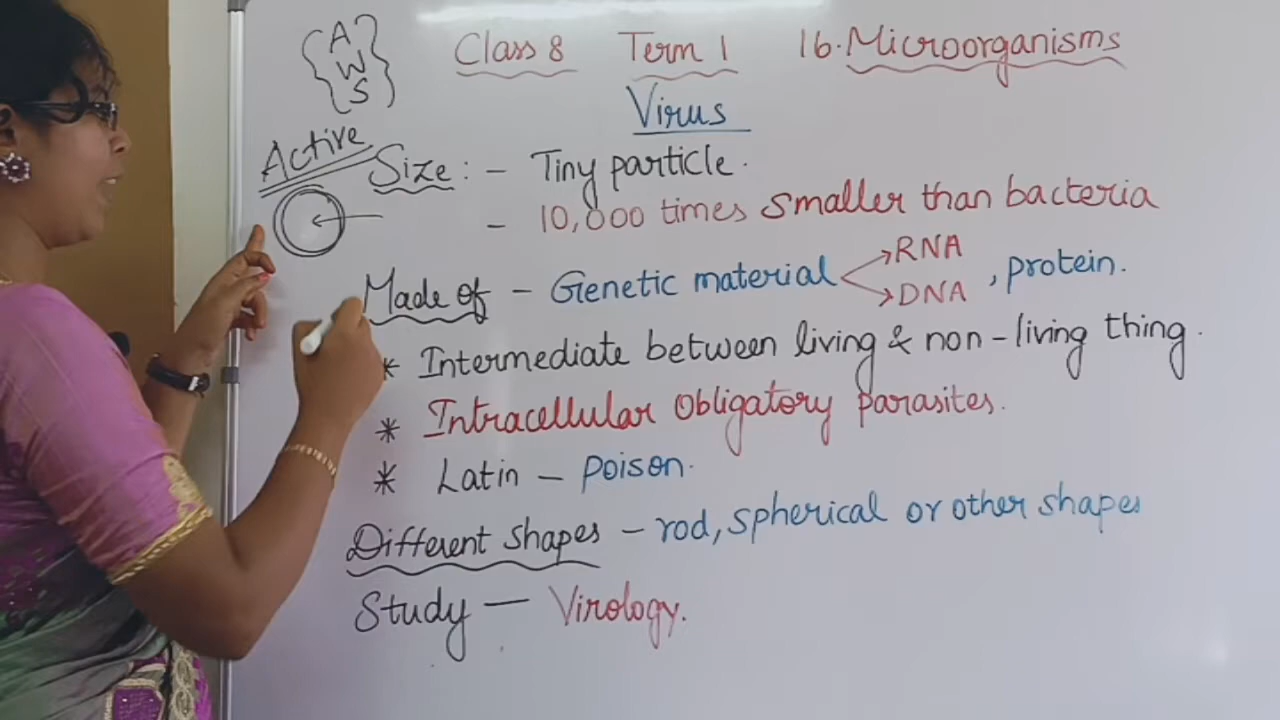 A
W
S
Class 8 Term 1 16. Microorganisms
Virus
Active
Size : - Tiny particle.
- 10,000 times smaller than bacteria
Made of - Genetic material RNA DNA , protein.
* Intermediate between living & non-living thing.
* Intracellular Obligatory Parasites.
* Latin - Poison.
Different shapes - rod, spherical or other shapes
Study - Virology.